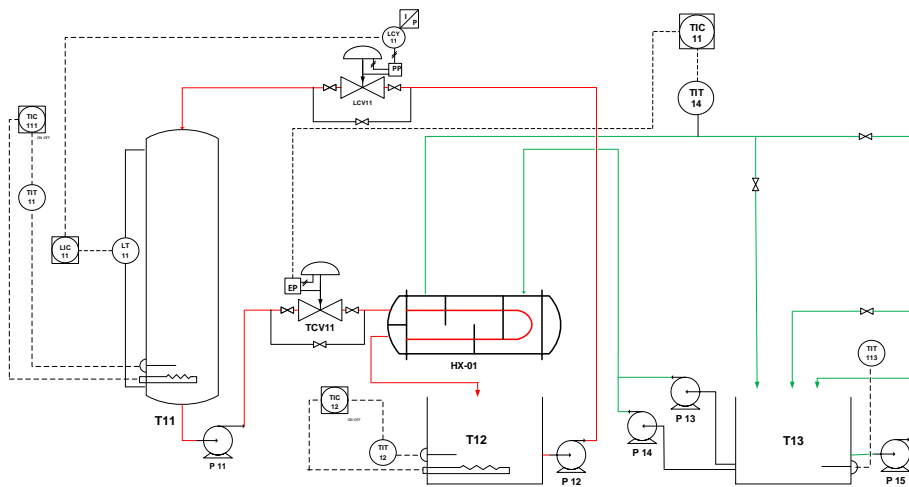 I
P
LCY
11
PP
LCV11
TIC
11
TIT
14
TIC
111
ON-OFF
TIT
11
LIC
11
LT
11
EP
TCV11
HX-01
TIT
113
T11
P 11
TIC
12
ON-OFF
TIT
12
T12
P 12
P 13
P 14
T13
P 15